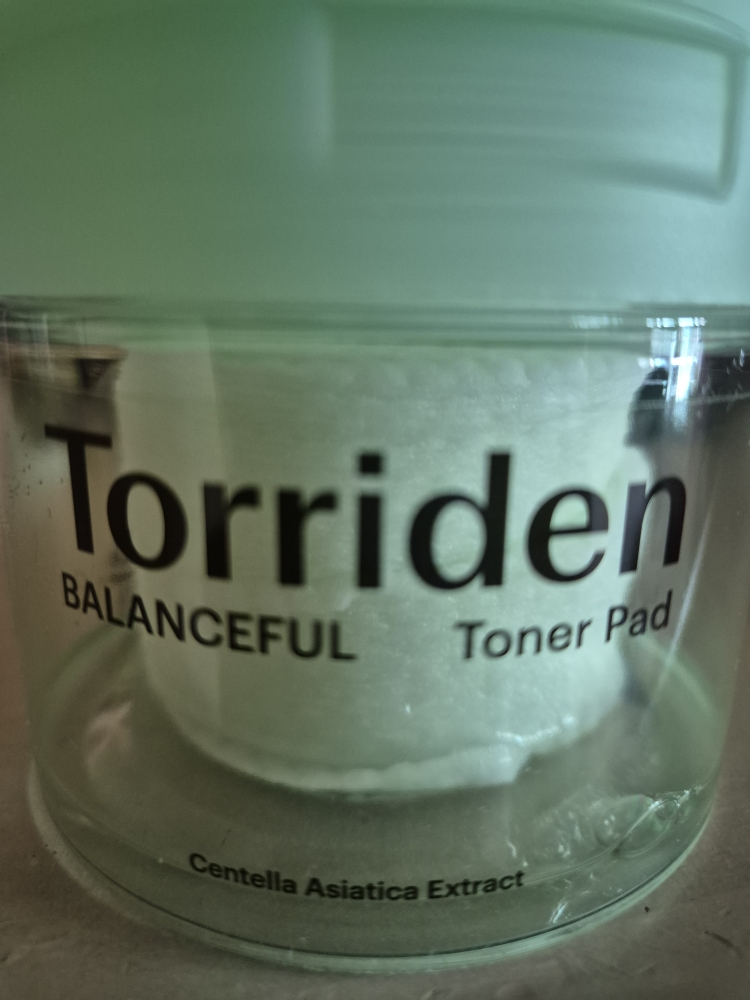 Torriden
BALANCEFUL Toner Pad
Centella Asiatica Extract